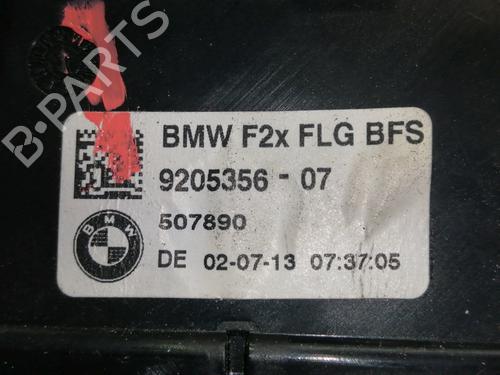 B-PARTS
BMW F2x FLG BFS
9205356 - 07
507890
BMW
DE 02-07-13 07:37:05